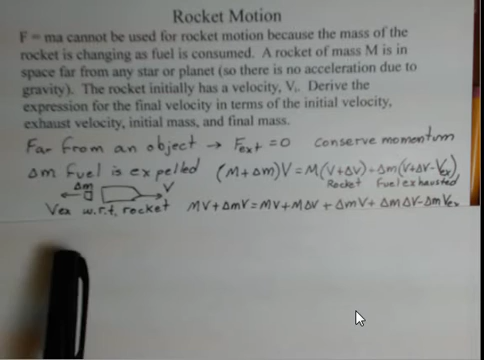 Rocket Motion
F = ma cannot be used for rocket motion because the mass of the
rocket is changing as fuel is consumed. A rocket of mass M is in
space far from any star or planet (so there is no acceleration due to
gravity). The rocket initially has a velocity, Vᵢ. Derive the
expression for the final velocity in terms of the initial velocity,
exhaust velocity, initial mass, and final mass.
Far from an object → Fext = 0 conserve momentum
Δm fuel is expelled (M+Δm)V = M(V+ΔV) + Δm(V+ΔV-Vex)
Rocket Fuel exhausted
Δm V
Vex w.r.t. rocket MV+ΔmV = MV+MΔV + ΔmV + ΔmΔV-ΔmVex